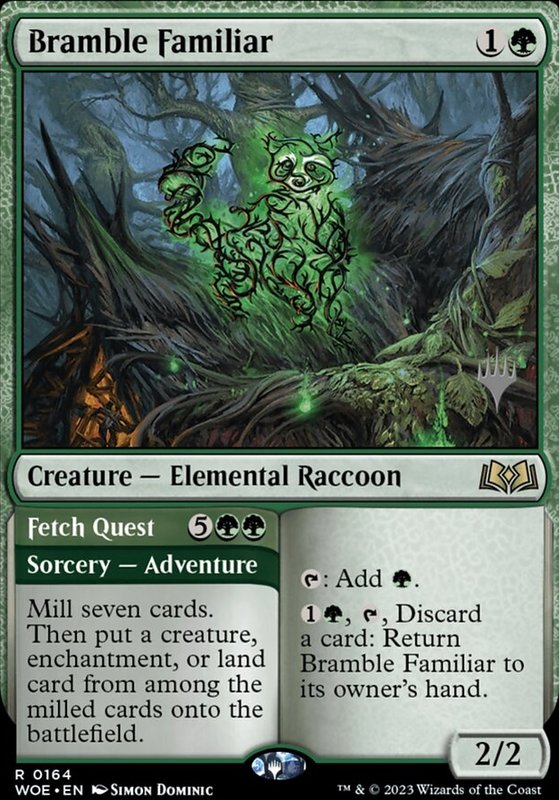 Bramble Familiar 1
Creature — Elemental Raccoon
Fetch Quest 5
Sorcery — Adventure
Mill seven cards.
Then put a creature,
enchantment, or land
card from among the
milled cards onto the
battlefield.
: Add .
1 , , Discard
a card: Return
Bramble Familiar to
its owner's hand.
2/2
R 0164
WOE • EN Simon Dominic
™ & © 2023 Wizards of the Coast